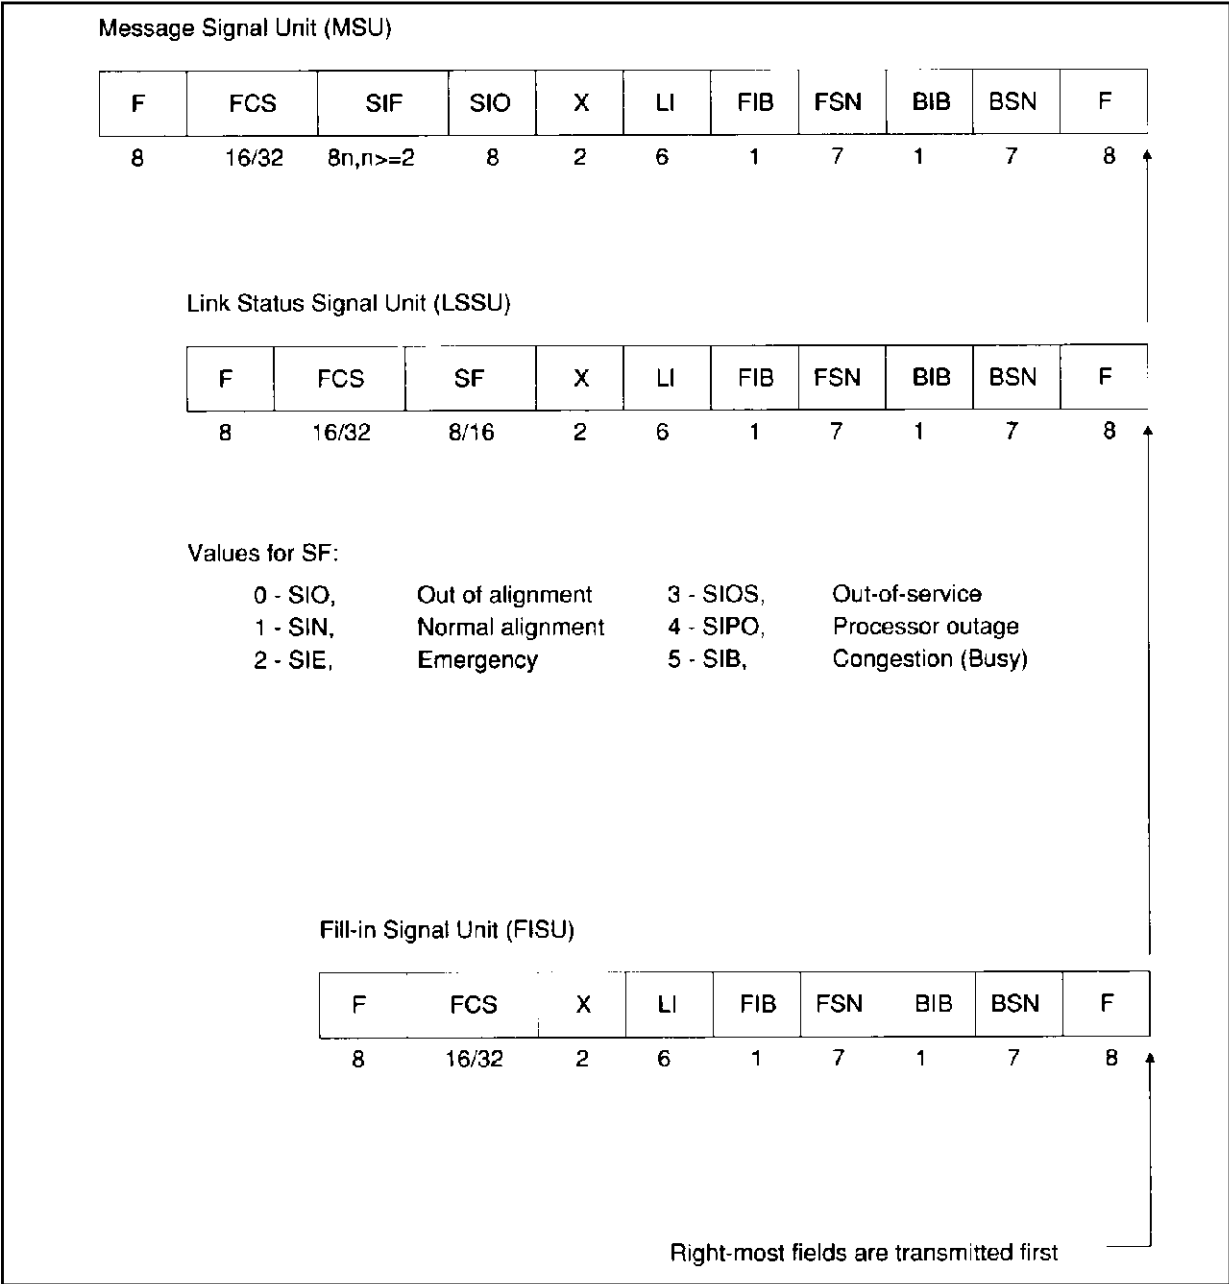 Message Signal Unit (MSU)
F FCS SIF SIO X LI FIB FSN BIB BSN F
8 16/32 8n,n>=2 8 2 6 1 7 1 7 8
Link Status Signal Unit (LSSU)
F FCS SF X LI FIB FSN BIB BSN F
8 16/32 8/16 2 6 1 7 1 7 8
Values for SF:
0 - SIO, Out of alignment 3 - SIOS, Out-of-service
1 - SIN, Normal alignment 4 - SIPO, Processor outage
2 - SIE, Emergency 5 - SIB, Congestion (Busy)
Fill-in Signal Unit (FISU)
F FCS X LI FIB FSN BIB BSN F
8 16/32 2 6 1 7 1 7 8
Right-most fields are transmitted first